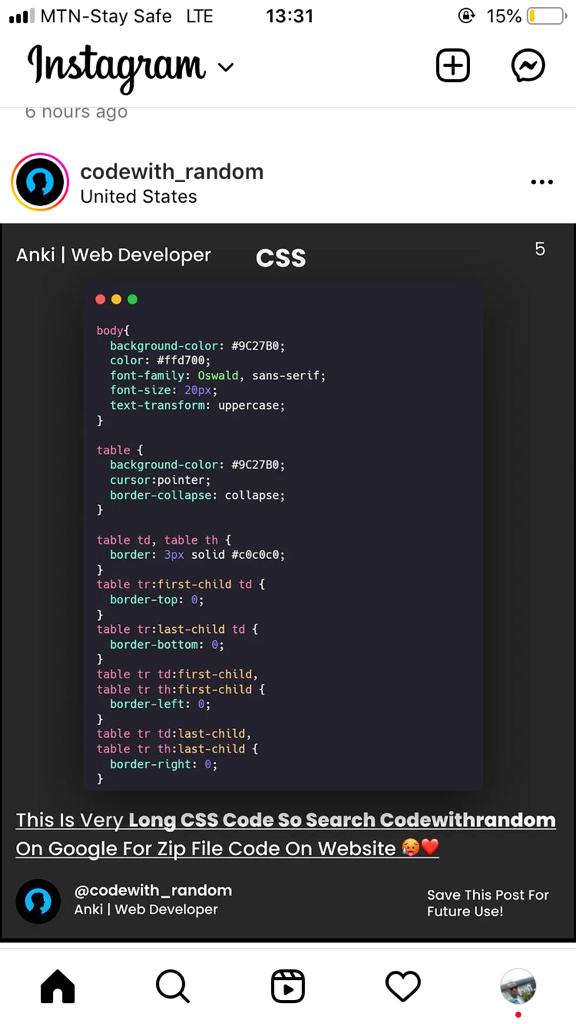 MTN-Stay Safe LTE 13:31 15%
Instagram
6 hours ago
codewith_random
United States
Anki | Web Developer CSS 5
body{
  background-color: #9C27B0;
  color: #ffd700;
  font-family: Oswald, sans-serif;
  font-size: 20px;
  text-transform: uppercase;
}
table {
  background-color: #9C27B0;
  cursor:pointer;
  border-collapse: collapse;
}
table td, table th {
  border: 3px solid #c0c0c0;
}
table tr:first-child td {
  border-top: 0;
}
table tr:last-child td {
  border-bottom: 0;
}
table tr td:first-child,
table tr th:first-child {
  border-left: 0;
}
table tr td:last-child,
table tr th:last-child {
  border-right: 0;
}
This Is Very Long CSS Code So Search Codewithrandom
On Google For Zip File Code On Website 🥵❤️
@codewith_random
Anki | Web Developer
Save This Post For
Future Use!